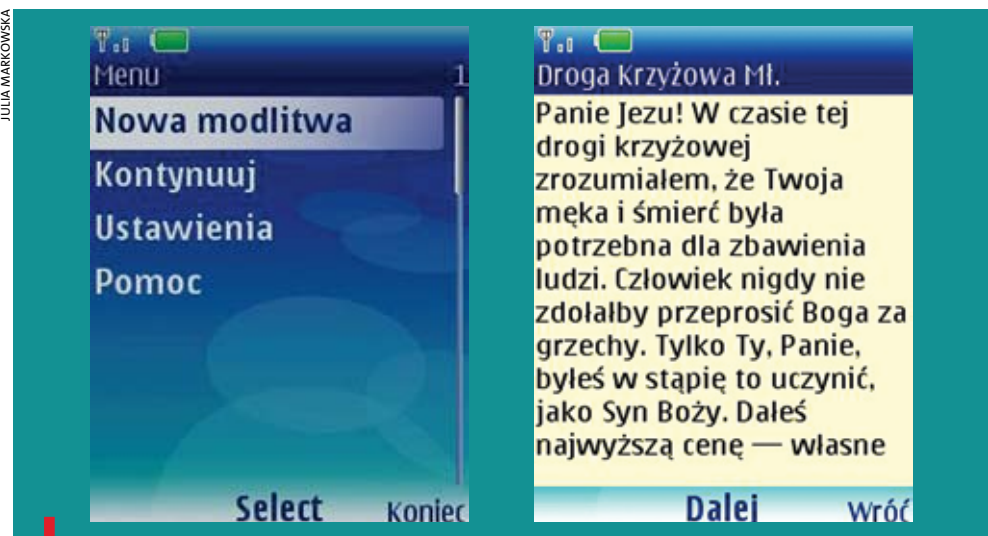 JULIA MARKOWSKA
Menu 1
Nowa modlitwa
Kontynuuj
Ustawienia
Pomoc
Select Koniec
Droga Krzyżowa Mł.
Panie Jezu! W czasie tej
drogi krzyżowej
zrozumiałem, że Twoja
męka i śmierć była
potrzebna dla zbawienia
ludzi. Człowiek nigdy nie
zdołałby przeprosić Boga za
grzechy. Tylko Ty, Panie,
byłeś w stąpię to uczynić,
jako Syn Boży. Dałeś
najwyższą cenę — własne
Dalej Wróć